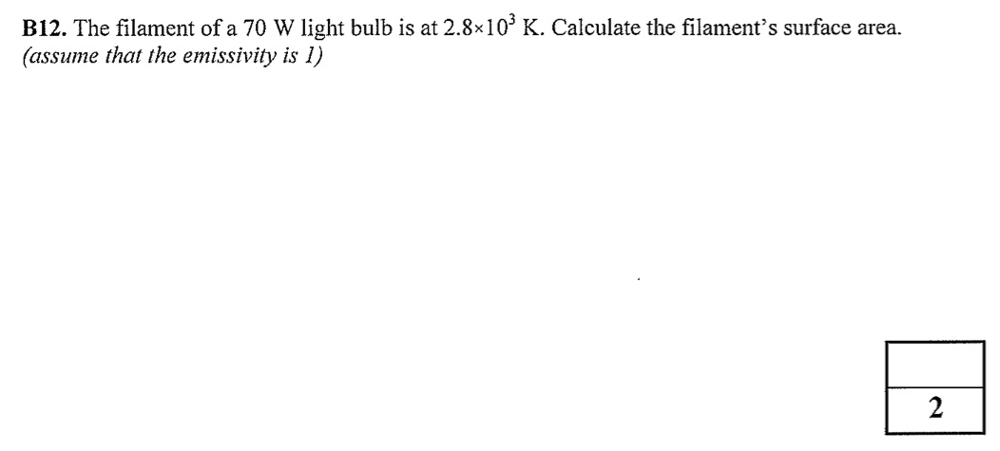 B12. The filament of a 70 W light bulb is at 2.8×10³ K. Calculate the filament's surface area.
(assume that the emissivity is 1)
2